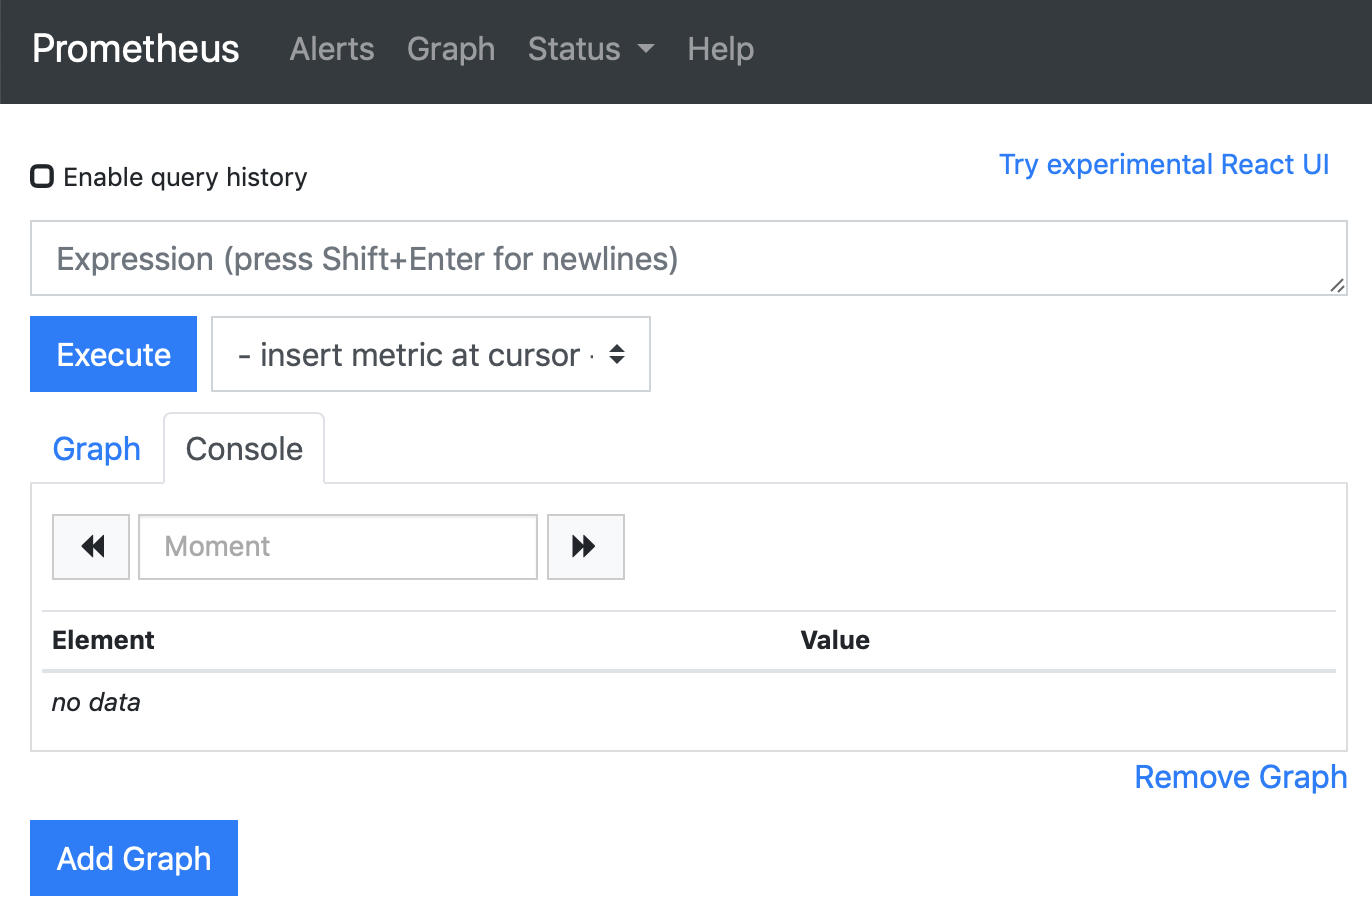 Prometheus Alerts Graph Status Help
Enable query history
Try experimental React UI
Expression (press Shift+Enter for newlines)
Execute - insert metric at cursor -
Graph Console
Moment
Element Value
no data
Remove Graph
Add Graph